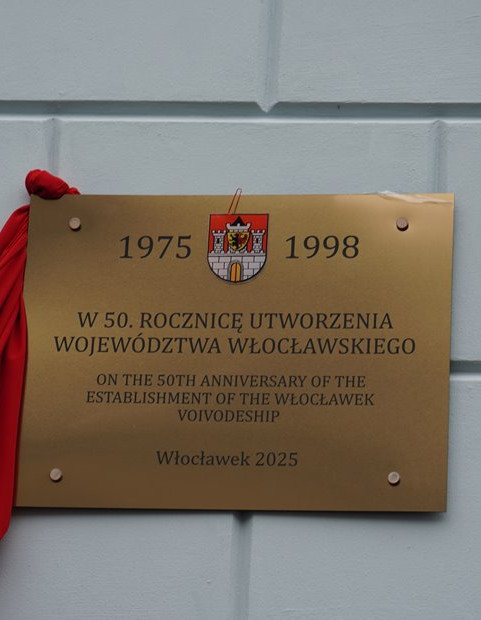 1975 1998
W 50. ROCZNICĘ UTWORZENIA
WOJEWÓDZTWA WŁOCŁAWSKIEGO
ON THE 50TH ANNIVERSARY OF THE
ESTABLISHMENT OF THE WŁOCŁAWEK
VOIVODESHIP
Włocławek 2025